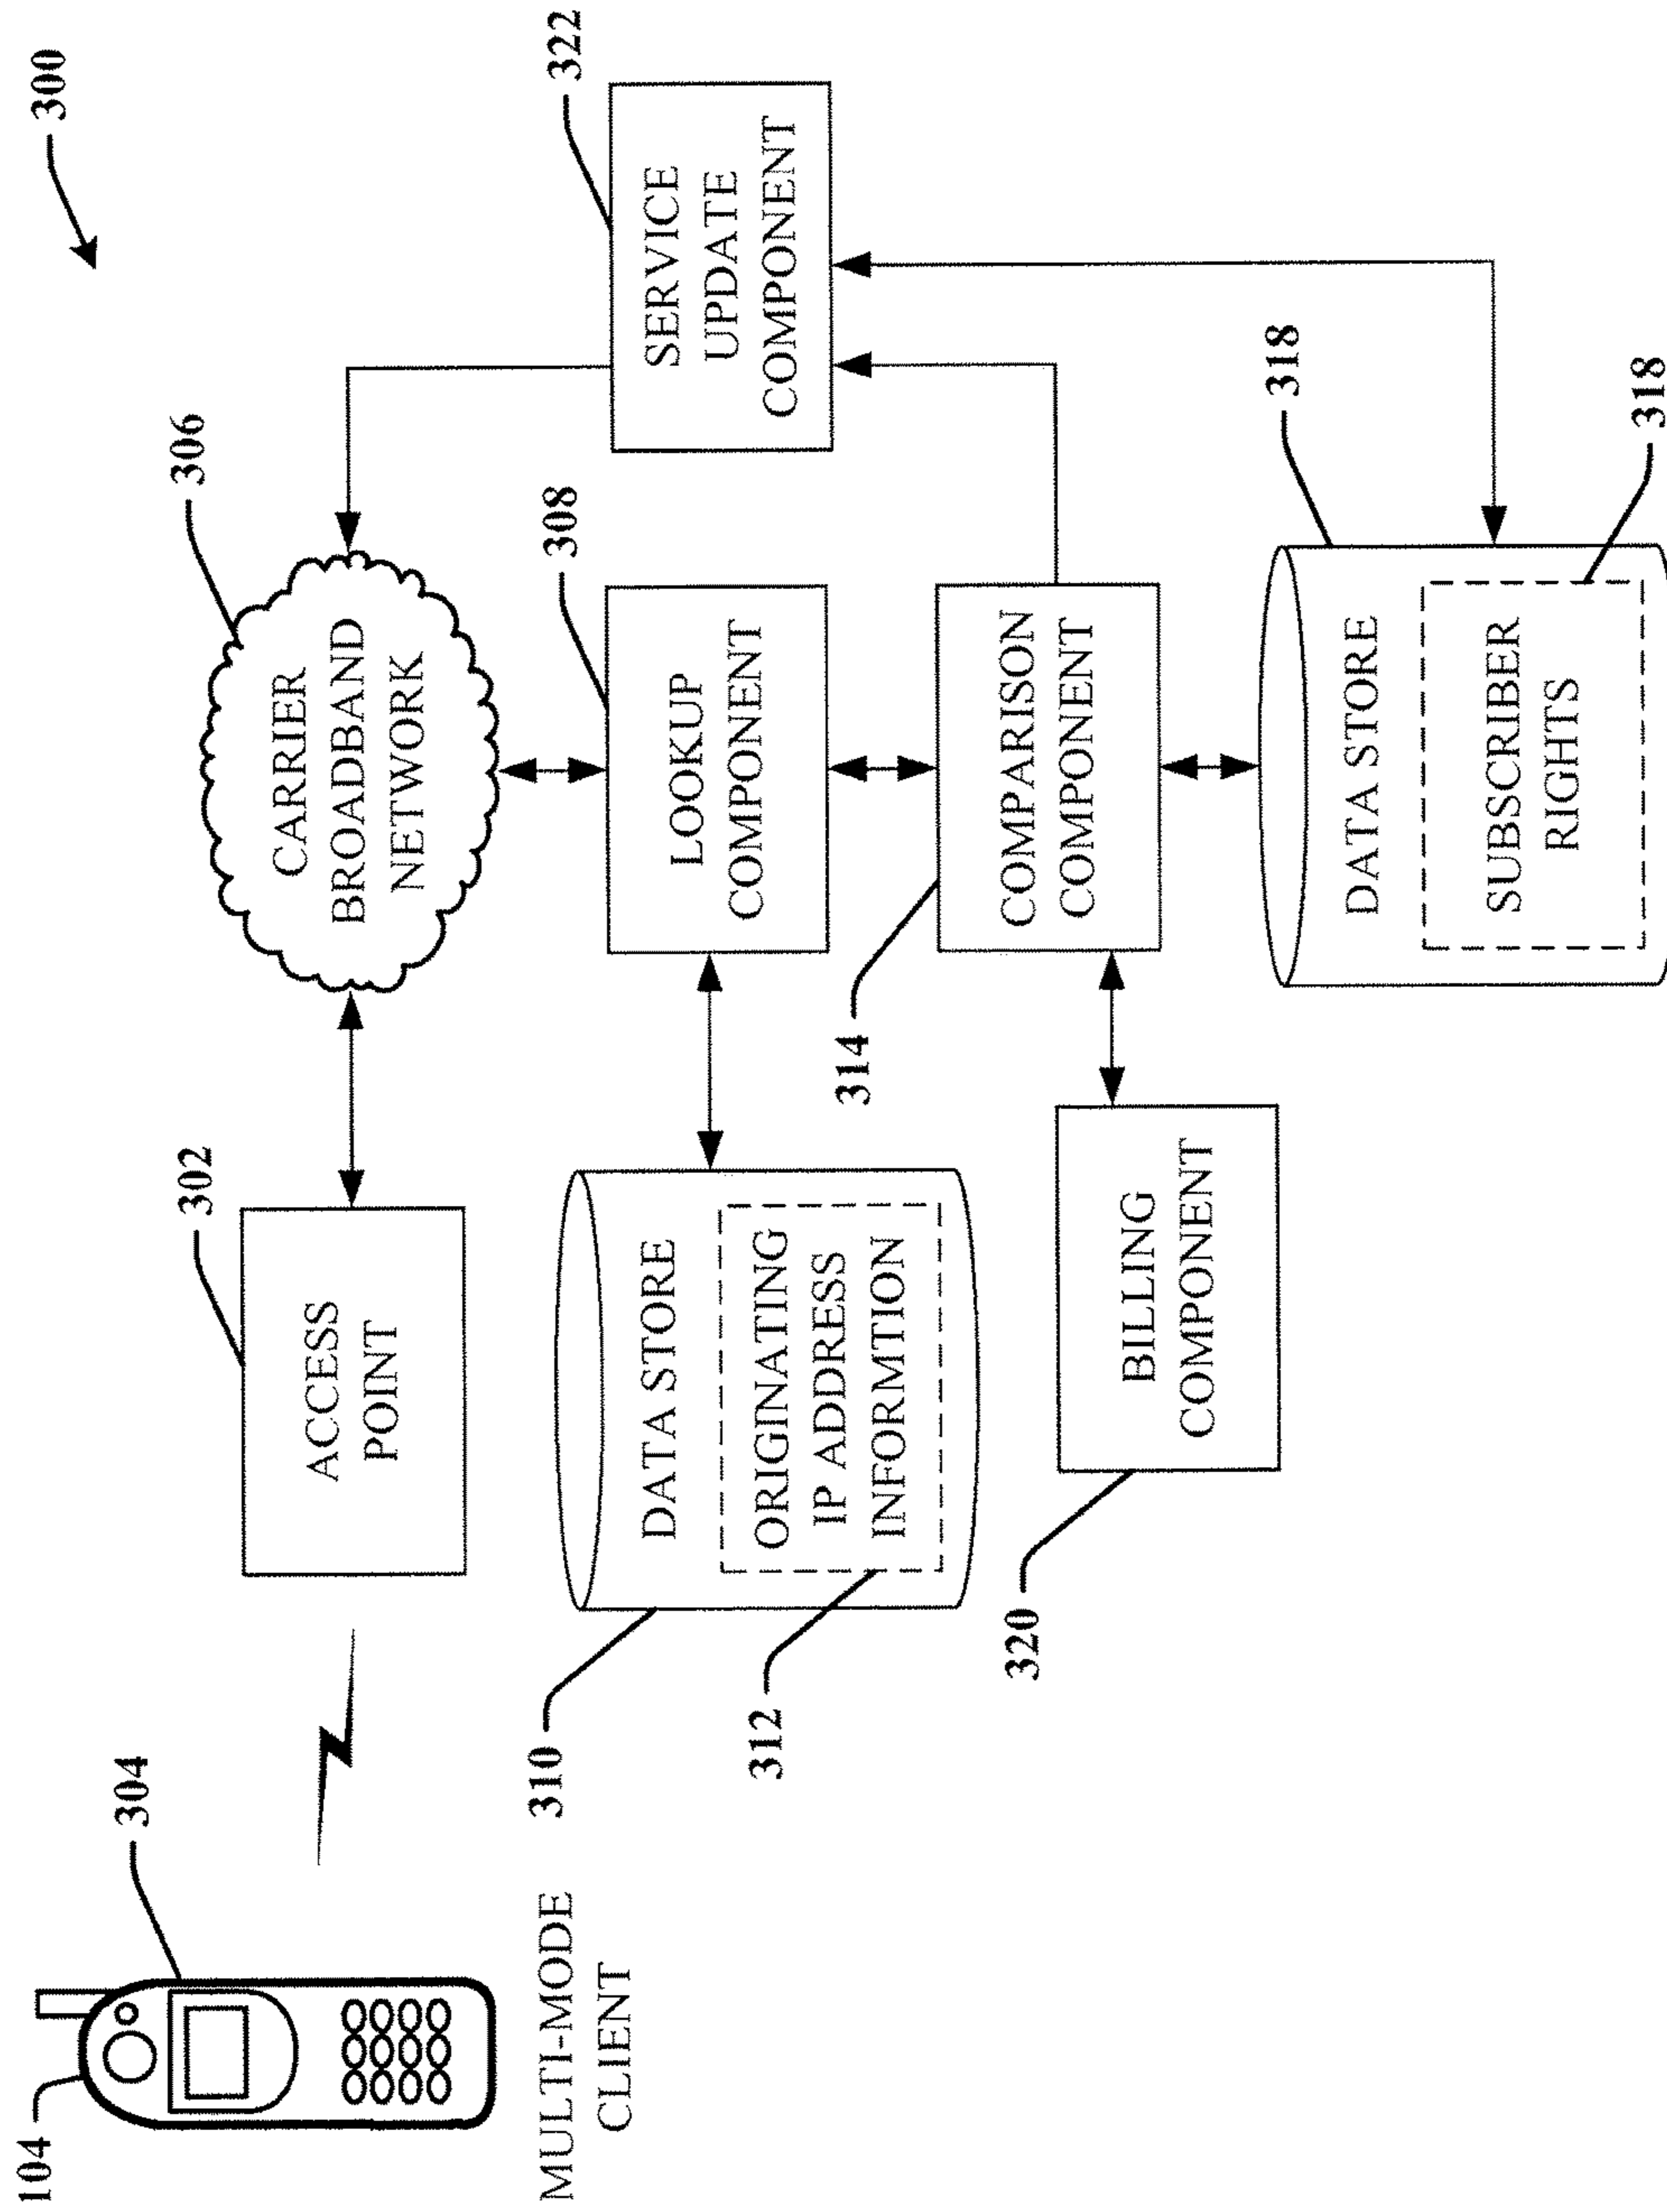 300
104
304
MULTI-MODE
CLIENT
302
ACCESS
POINT
306
CARRIER
BROADBAND
NETWORK
310
DATA STORE
312
ORIGINATING
IP ADDRESS
INFORMTION
308
LOOKUP
COMPONENT
322
SERVICE
UPDATE
COMPONENT
314
COMPARISON
COMPONENT
320
BILLING
COMPONENT
318
DATA STORE
318
SUBSCRIBER
RIGHTS